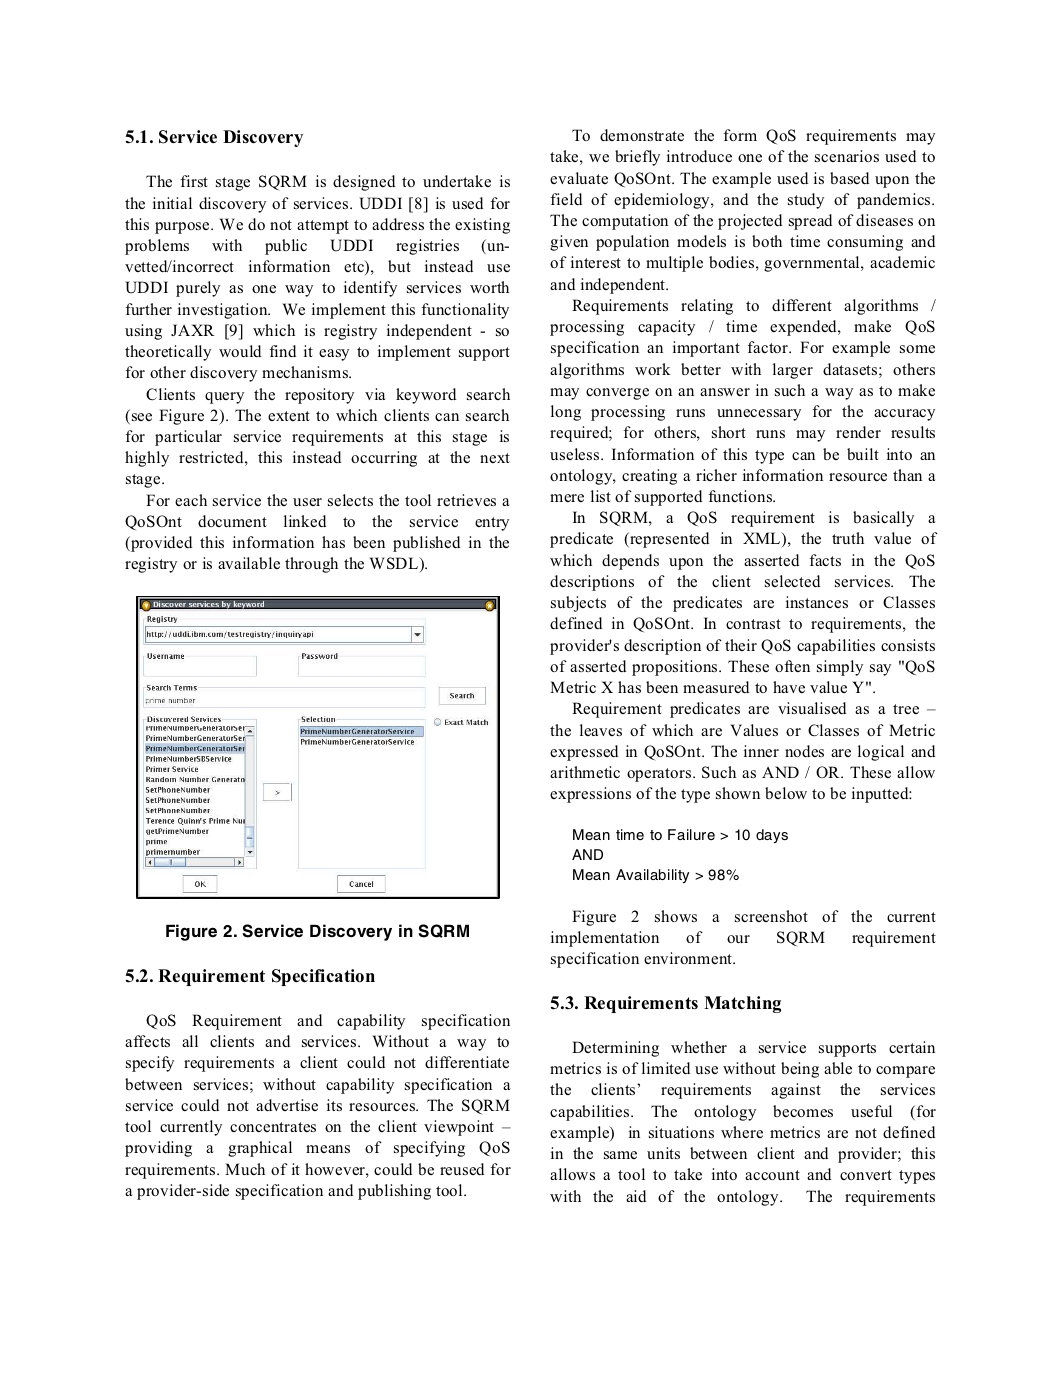 5.1. Service Discovery
The first stage SQRM is designed to undertake is
the initial discovery of services. UDDI [8] is used for
this purpose. We do not attempt to address the existing
problems with public UDDI registries (un-
vetted/incorrect information etc), but instead use
UDDI purely as one way to identify services worth
further investigation.  We implement this functionality
using JAXR [9] which is registry independent - so
theoretically would find it easy to implement support
for other discovery mechanisms.
Clients query the repository via keyword search
(see Figure 2). The extent to which clients can search
for particular service requirements at this stage is
highly restricted, this instead occurring at the next
stage.
For each service the user selects the tool retrieves a
QoSOnt document linked to the service entry
(provided this information has been published in the
registry or is available through the WSDL).
Discover services by keyword
Registry
http://uddi.ibm.com/testregistry/inquiryapi
Username
Password
Search Terms
prime number
Search
Discovered Services
PrimeNumberGeneratorSer
PrimeNumberGeneratorSer
PrimeNumberGeneratorSer
PrimeNumberSBService
Primer Service
Random Number Generato
SetPhoneNumber
SetPhoneNumber
SetPhoneNumber
Terence Quinn's Prime Nu
getPrimeNumber
prime
primernumber
>
Selection
PrimeNumberGeneratorService
PrimeNumberGeneratorService
Exact Match
OK
Cancel
Figure 2. Service Discovery in SQRM
5.2. Requirement Specification
QoS Requirement and capability specification
affects all clients and services. Without a way to
specify requirements a client could not differentiate
between services; without capability specification a
service could not advertise its resources. The SQRM
tool currently concentrates on the client viewpoint –
providing a graphical means of specifying QoS
requirements. Much of it however, could be reused for
a provider-side specification and publishing tool.
To demonstrate the form QoS requirements may
take, we briefly introduce one of the scenarios used to
evaluate QoSOnt. The example used is based upon the
field of epidemiology, and the study of pandemics.
The computation of the projected spread of diseases on
given population models is both time consuming and
of interest to multiple bodies, governmental, academic
and independent.
Requirements relating to different algorithms /
processing capacity / time expended, make QoS
specification an important factor. For example some
algorithms work better with larger datasets; others
may converge on an answer in such a way as to make
long processing runs unnecessary for the accuracy
required; for others, short runs may render results
useless. Information of this type can be built into an
ontology, creating a richer information resource than a
mere list of supported functions.
In SQRM, a QoS requirement is basically a
predicate (represented in XML), the truth value of
which depends upon the asserted facts in the QoS
descriptions of the client selected services. The
subjects of the predicates are instances or Classes
defined in QoSOnt. In contrast to requirements, the
provider's description of their QoS capabilities consists
of asserted propositions. These often simply say "QoS
Metric X has been measured to have value Y".
Requirement predicates are visualised as a tree –
the leaves of which are Values or Classes of Metric
expressed in QoSOnt. The inner nodes are logical and
arithmetic operators. Such as AND / OR. These allow
expressions of the type shown below to be inputted:
Mean time to Failure > 10 days
AND
Mean Availability > 98%
Figure 2 shows a screenshot of the current
implementation of our SQRM requirement
specification environment.
5.3. Requirements Matching
Determining whether a service supports certain
metrics is of limited use without being able to compare
the clients’ requirements against the services
capabilities. The ontology becomes useful (for
example)  in situations where metrics are not defined
in the same units between client and provider; this
allows a tool to take into account and convert types
with the aid of the ontology.  The requirements